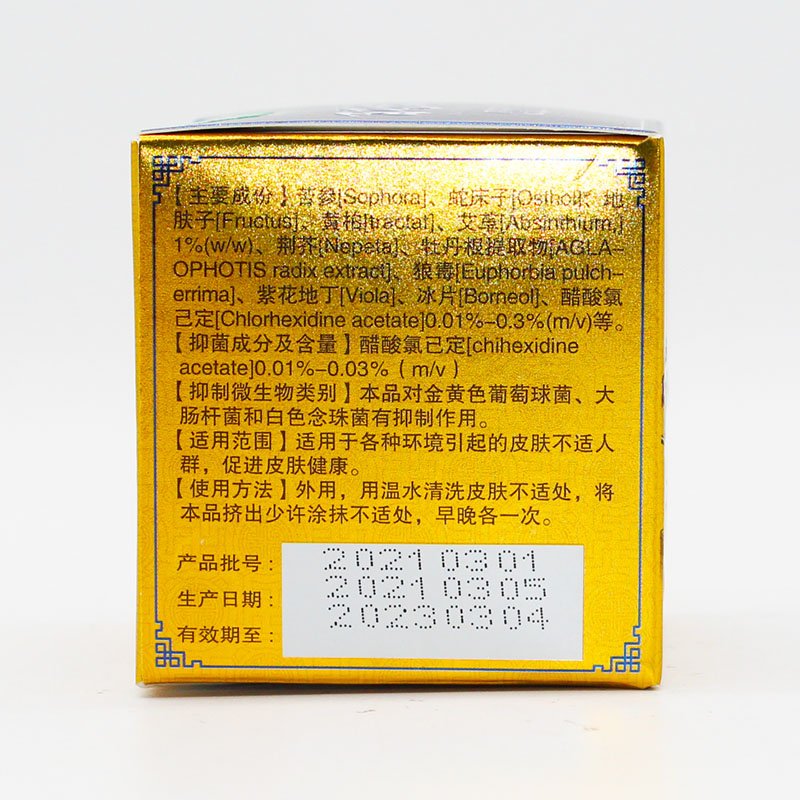 【主要成份】苦参[Sophora]、蛇床子[Osthole]、地
肤子[Fructus]、黄柏[tractat]、艾草[Absinthium,]
1%(w/w)、荆芥[Nepeta]、牡丹根提取物[AGLA-
OPHOTIS radix extract]、狼毒[Euphorbia pulch-
errima]、紫花地丁[Viola]、冰片[Borneol]、醋酸氯
己定[Chlorhexidine acetate]0.01%-0.3%(m/v)等。
【抑菌成分及含量】醋酸氯已定[chihexidine
acetate]0.01%-0.03%（m/v）
【抑制微生物类别】本品对金黄色葡萄球菌、大
肠杆菌和白色念珠菌有抑制作用。
【适用范围】适用于各种环境引起的皮肤不适人
群，促进皮肤健康。
【使用方法】外用，用温水清洗皮肤不适处，将
本品挤出少许涂抹不适处，早晚各一次。
产品批号：20210301
生产日期：20210305
有效期至：20230304